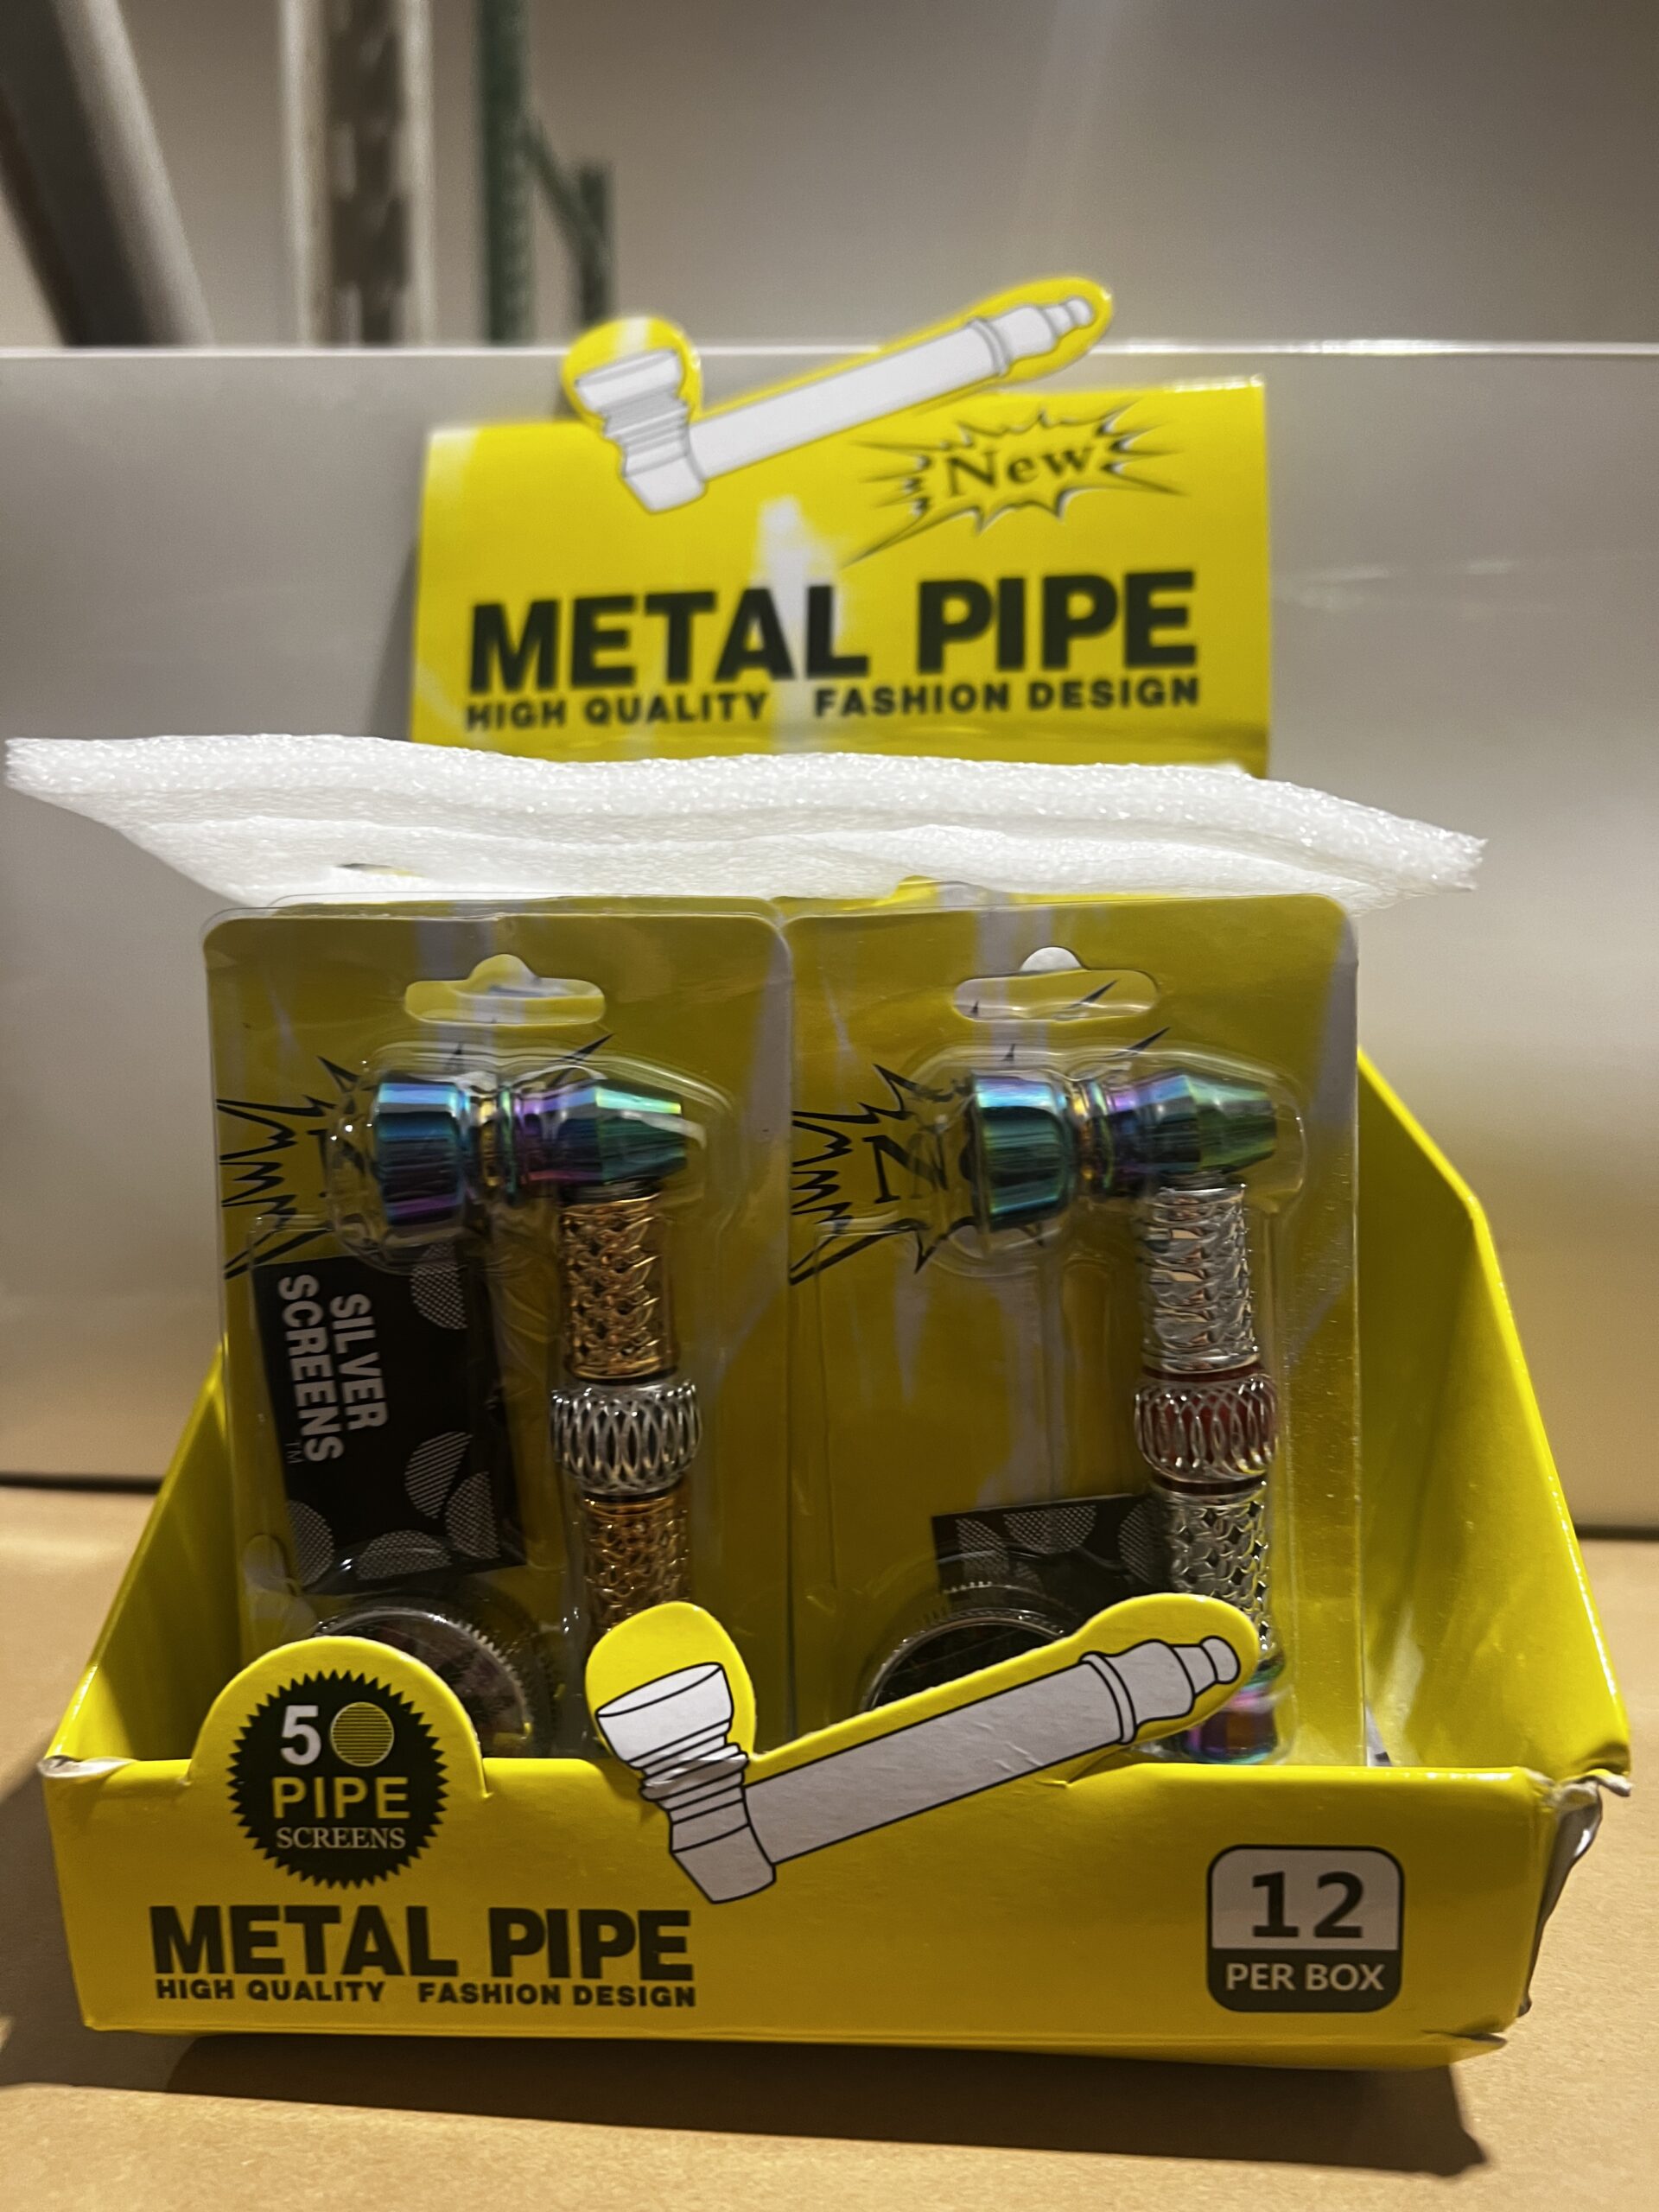 New
METAL PIPE
HIGH QUALITY FASHION DESIGN
SILVER
SCREENS
TM
5
PIPE
SCREENS
METAL PIPE
HIGH QUALITY FASHION DESIGN
12
PER BOX